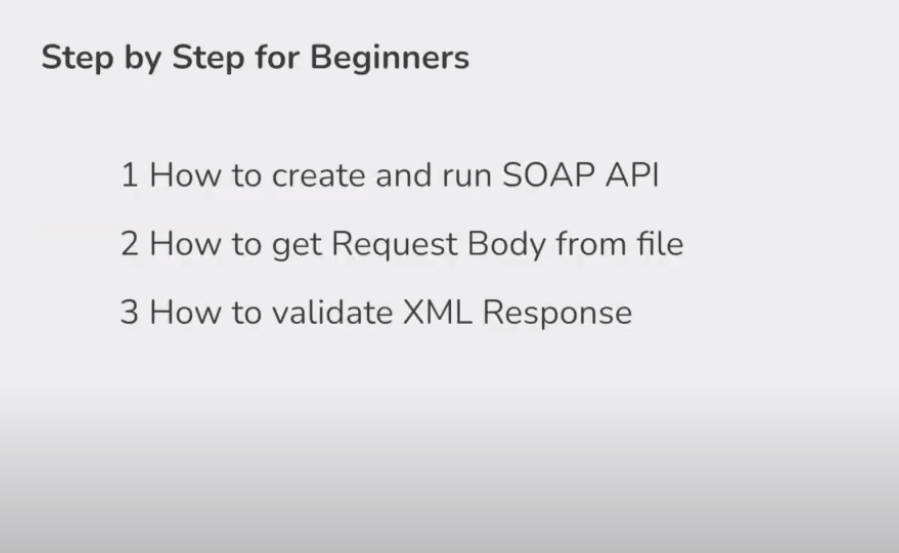 Step by Step for Beginners
1 How to create and run SOAP API
2 How to get Request Body from file
3 How to validate XML Response